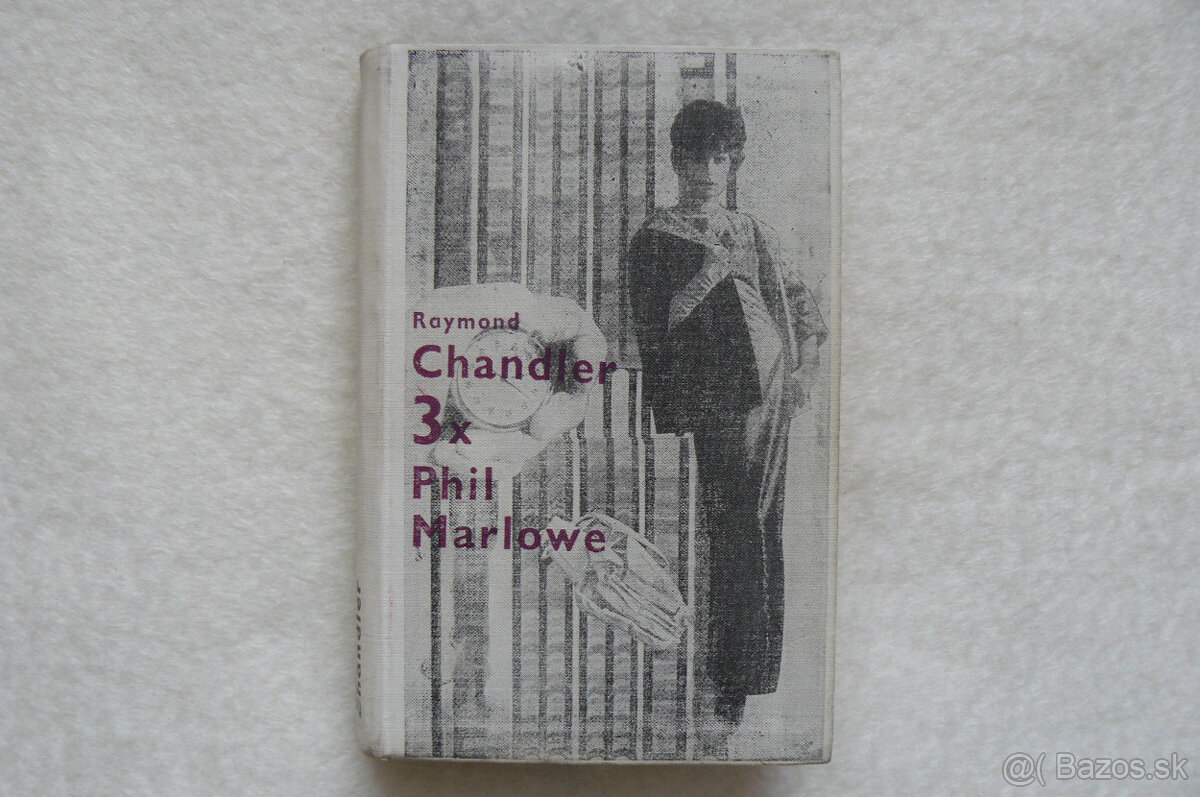 Raymond
Chandler
3x
Phil
Marlowe
Chandler
@( Bazos.sk